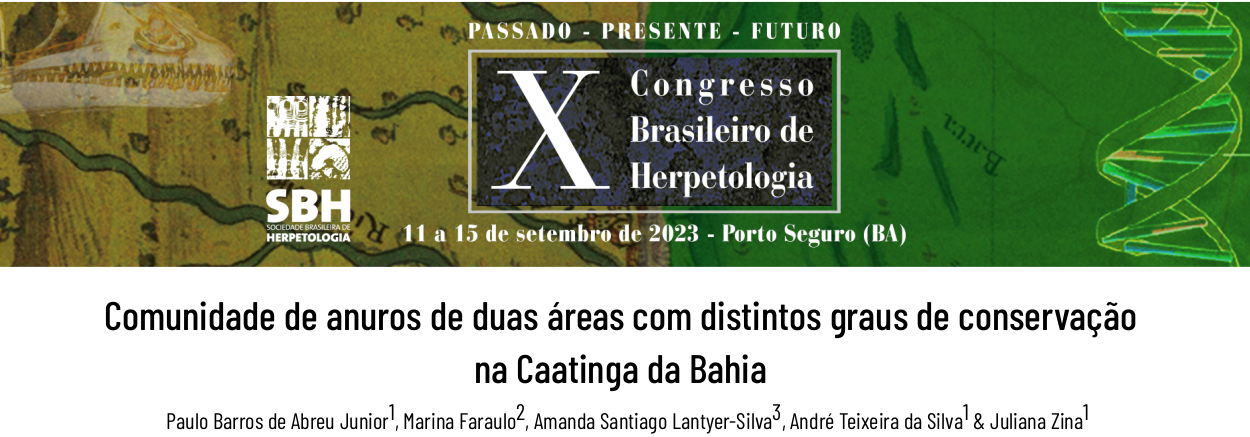 PASSADO - PRESENTE - FUTURO
X
Congresso
Brasileiro de
Herpetologia
Barra
SBH
SOCIEDADE BRASILEIRA DE
HERPETOLOGIA
11 a 15 de setembro de 2023 - Porto Seguro (BA)
Comunidade de anuros de duas áreas com distintos graus de conservação
na Caatinga da Bahia
Paulo Barros de Abreu Junior¹, Marina Faraulo², Amanda Santiago Lantyer-Silva³, André Teixeira da Silva¹ & Juliana Zina¹